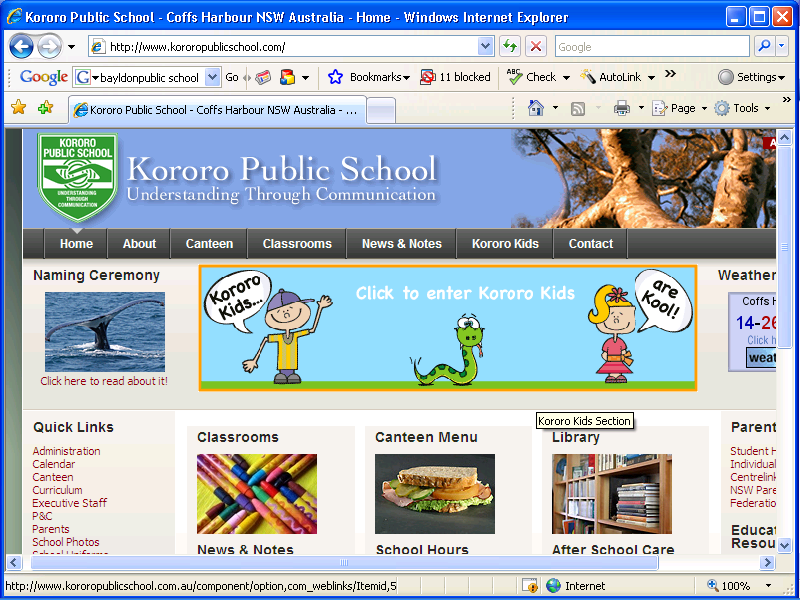 Kororo Public School - Coffs Harbour NSW Australia - Home - Windows Internet Explorer
http://www.kororopublicschool.com/
Google
Google
bayldonpublic school
Go
Bookmarks
11 blocked
ABC
Check
AutoLink
Settings
Kororo Public School - Coffs Harbour NSW Australia - ...
Page
Tools
KORORO
PUBLIC SCHOOL
UNDERSTANDING
THROUGH
COMMUNICATION
Kororo Public School
Understanding Through Communication
A
Home
About
Canteen
Classrooms
News & Notes
Kororo Kids
Contact
Naming Ceremony
Click here to read about it!
Kororo
Kids...
Click to enter Kororo Kids
are
Kool!
Weather
Coffs H
14-26
Click h
weat
Kororo Kids Section
Quick Links
Administration
Calendar
Canteen
Curriculum
Executive Staff
P&C
Parents
School Photos
School Uniforms
Classrooms
News & Notes
Canteen Menu
School Hours
Library
After School Care
Parent
Student H
Individual
Centrelink
NSW Pare
Federatio
Educat
Resou
http://www.kororopublicschool.com.au/component/option,com_weblinks/Itemid,5
Internet
100%